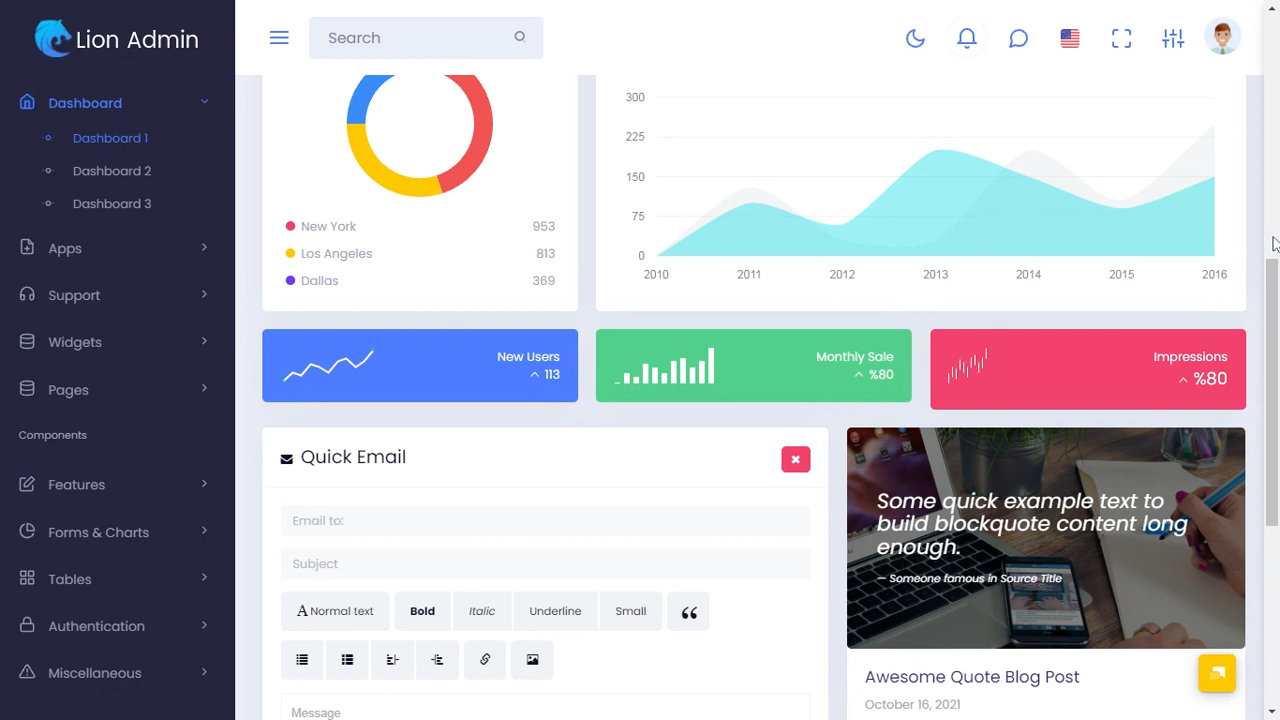 Lion Admin
Search
Dashboard
Dashboard 1
Dashboard 2
Dashboard 3
Apps
Support
Widgets
Pages
Components
Features
Forms & Charts
Tables
Authentication
Miscellaneous
New York 953
Los Angeles 813
Dallas 369
300
225
150
75
0
2010 2011 2012 2013 2014 2015 2016
New Users
113
Monthly Sale
%80
Impressions
%80
Quick Email
Email to:
Subject
A Normal text Bold Italic Underline Small
Message
Some quick example text to
build blockquote content long
enough.
— Someone famous in Source Title
Awesome Quote Blog Post
October 16, 2021